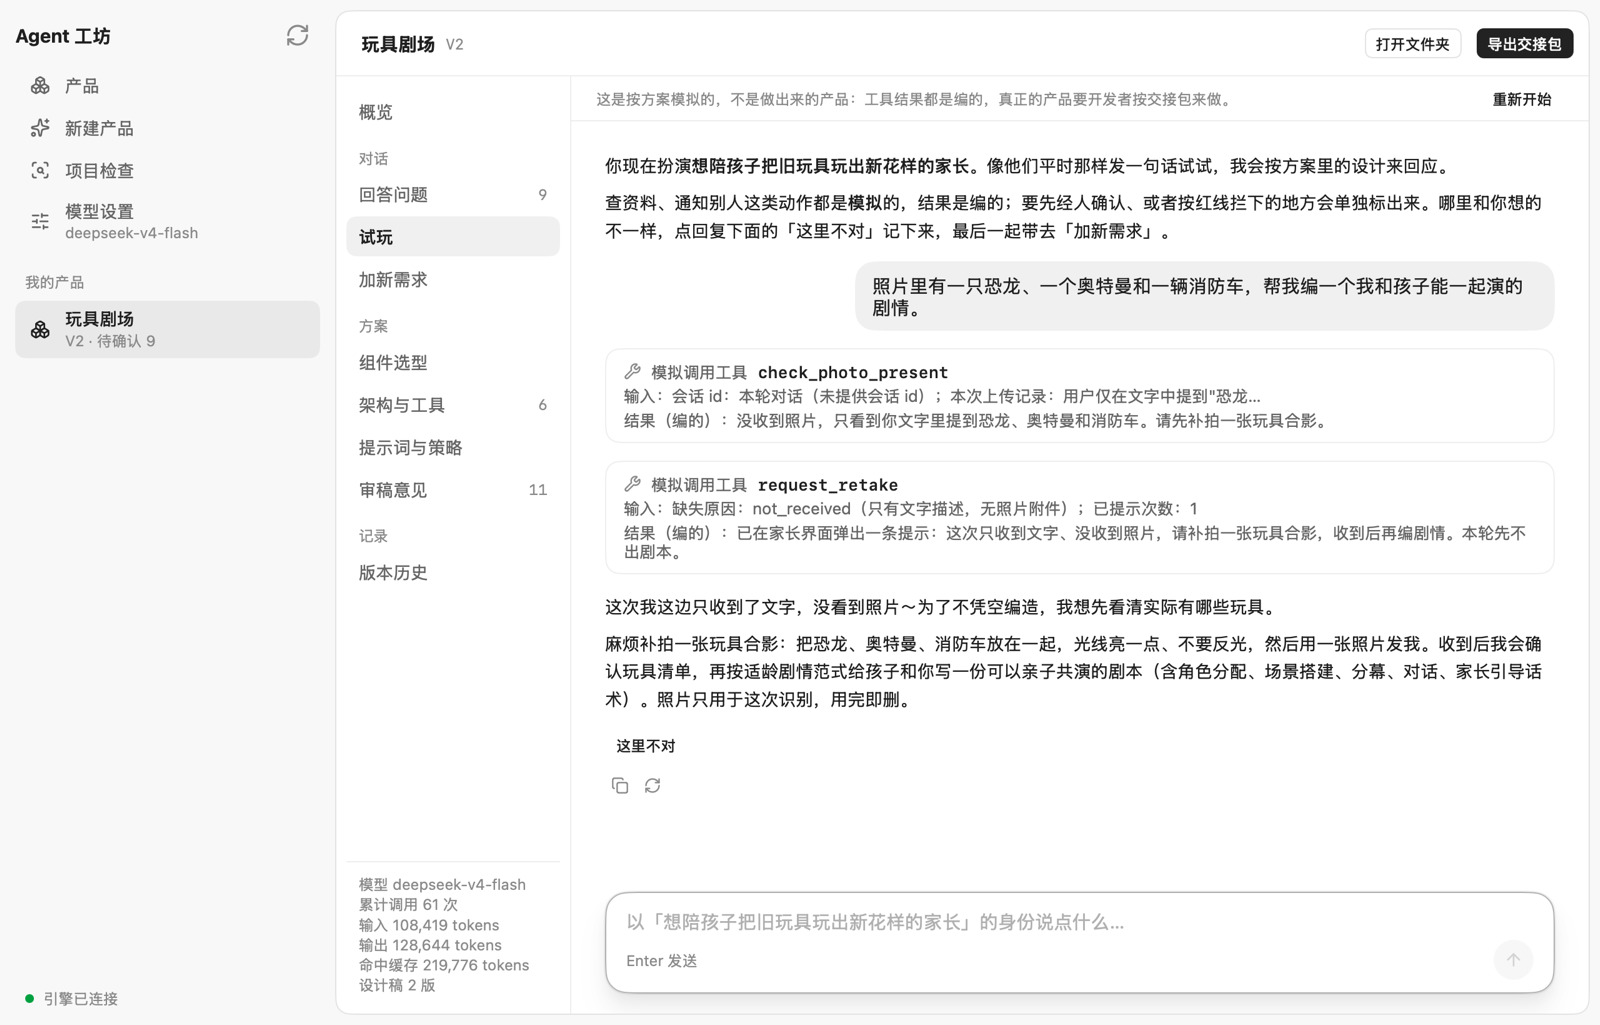 Agent 工坊
产品
新建产品
项目检查
模型设置
deepseek-v4-flash
我的产品
玩具剧场
V2 · 待确认 9
引擎已连接
玩具剧场 V2
打开文件夹
导出交接包
概览
对话
回答问题 9
试玩
加新需求
方案
组件选型
架构与工具 6
提示词与策略
审稿意见 11
记录
版本历史
模型 deepseek-v4-flash
累计调用 61 次
输入 108,419 tokens
输出 128,644 tokens
命中缓存 219,776 tokens
设计稿 2 版
这是按方案模拟的，不是做出来的产品：工具结果都是编的，真正的产品要开发者按交接包来做。
重新开始
你现在扮演想陪孩子把旧玩具玩出新花样的家长。像他们平时那样发一句话试试，我会按方案里的设计来回应。
查资料、通知别人这类动作都是模拟的，结果是编的；要先经人确认、或者按红线拦下的地方会单独标出来。哪里和你想的
不一样，点回复下面的「这里不对」记下来，最后一起带去「加新需求」。
照片里有一只恐龙、一个奥特曼和一辆消防车，帮我编一个我和孩子能一起演的
剧情。
模拟调用工具 check_photo_present
输入：会话 id：本轮对话（未提供会话 id）；本次上传记录：用户仅在文字中提到"恐龙...
结果（编的）：没收到照片，只看到你文字里提到恐龙、奥特曼和消防车。请先补拍一张玩具合影。
模拟调用工具 request_retake
输入：缺失原因：not_received（只有文字描述，无照片附件）；已提示次数：1
结果（编的）：已在家长界面弹出一条提示：这次只收到文字、没收到照片，请补拍一张玩具合影，收到后再编剧情。本轮先不
出剧本。
这次我这边只收到了文字，没看到照片～为了不凭空编造，我想先看清实际有哪些玩具。
麻烦补拍一张玩具合影：把恐龙、奥特曼、消防车放在一起，光线亮一点、不要反光，然后用一张照片发我。收到后我会确
认玩具清单，再按适龄剧情范式给孩子和你写一份可以亲子共演的剧本（含角色分配、场景搭建、分幕、对话、家长引导话
术）。照片只用于这次识别，用完即删。
这里不对
以「想陪孩子把旧玩具玩出新花样的家长」的身份说点什么...
Enter 发送